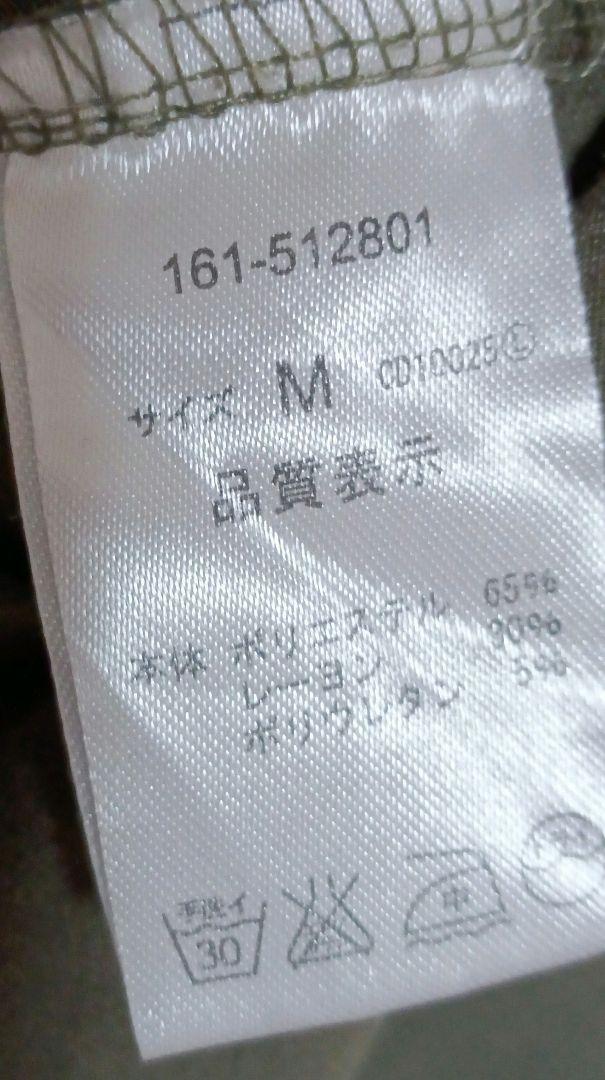 161-512801
サイズ M CD10025Ⓛ
品質表示
本体 ポリエステル 65%
レーヨン 30%
ポリウレタン 5%
手洗イ
30
中